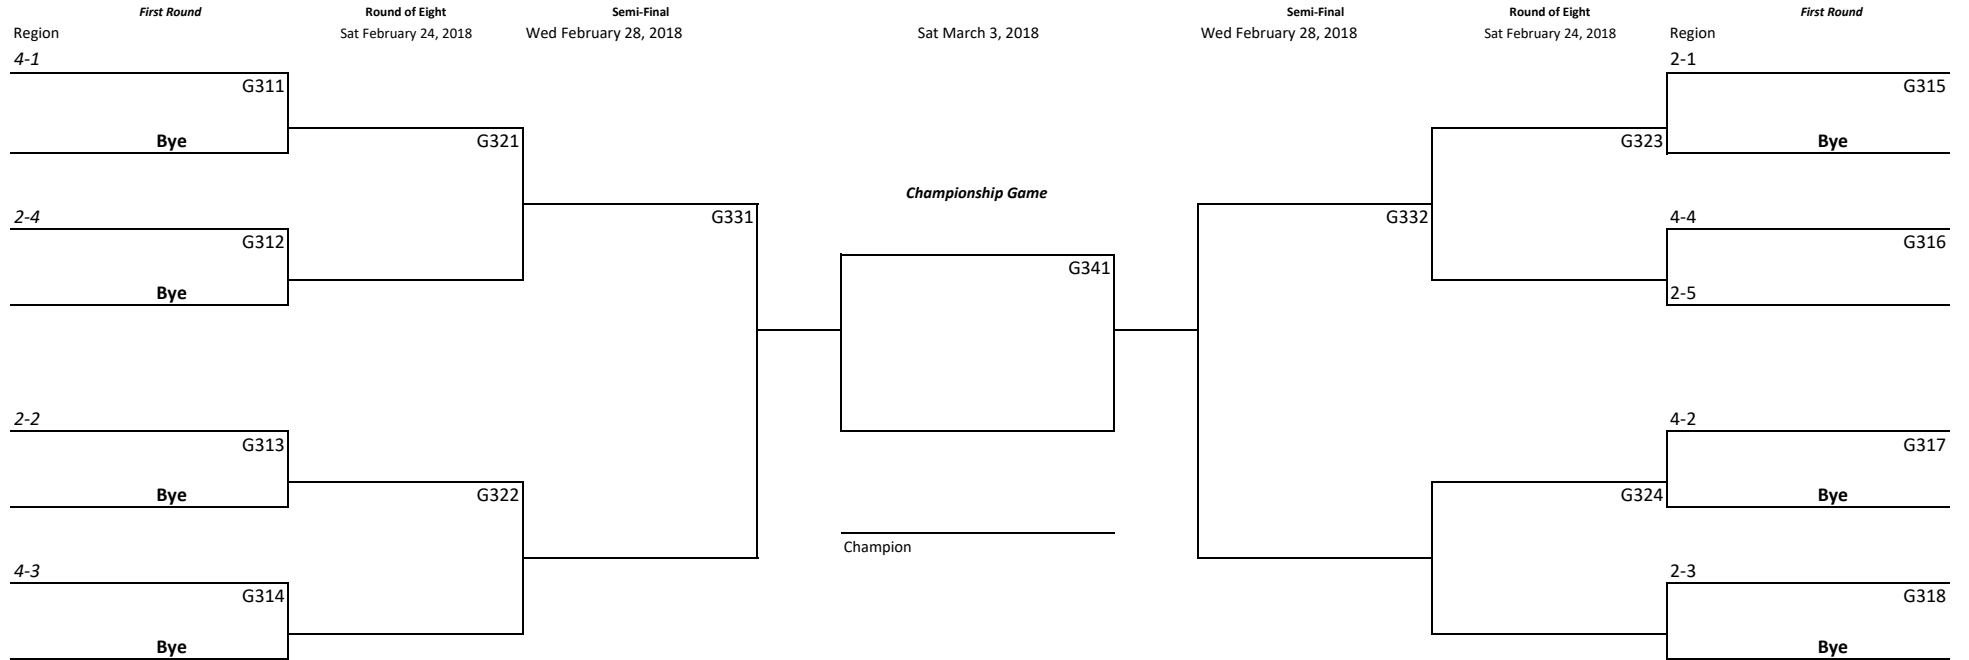 First Round Round of Eight Semi-Final Semi-Final Round of Eight First Round
Region Sat February 24, 2018 Wed February 28, 2018 Sat March 3, 2018 Wed February 28, 2018 Sat February 24, 2018 Region
4-1 2-1
G311 G315
Bye G321 G323 Bye
Championship Game
2-4 G331 G332 4-4
G312 G316
G341
Bye 2-5
2-2 4-2
G313 G317
Bye G322 G324 Bye
Champion
4-3 2-3
G314 G318
Bye Bye